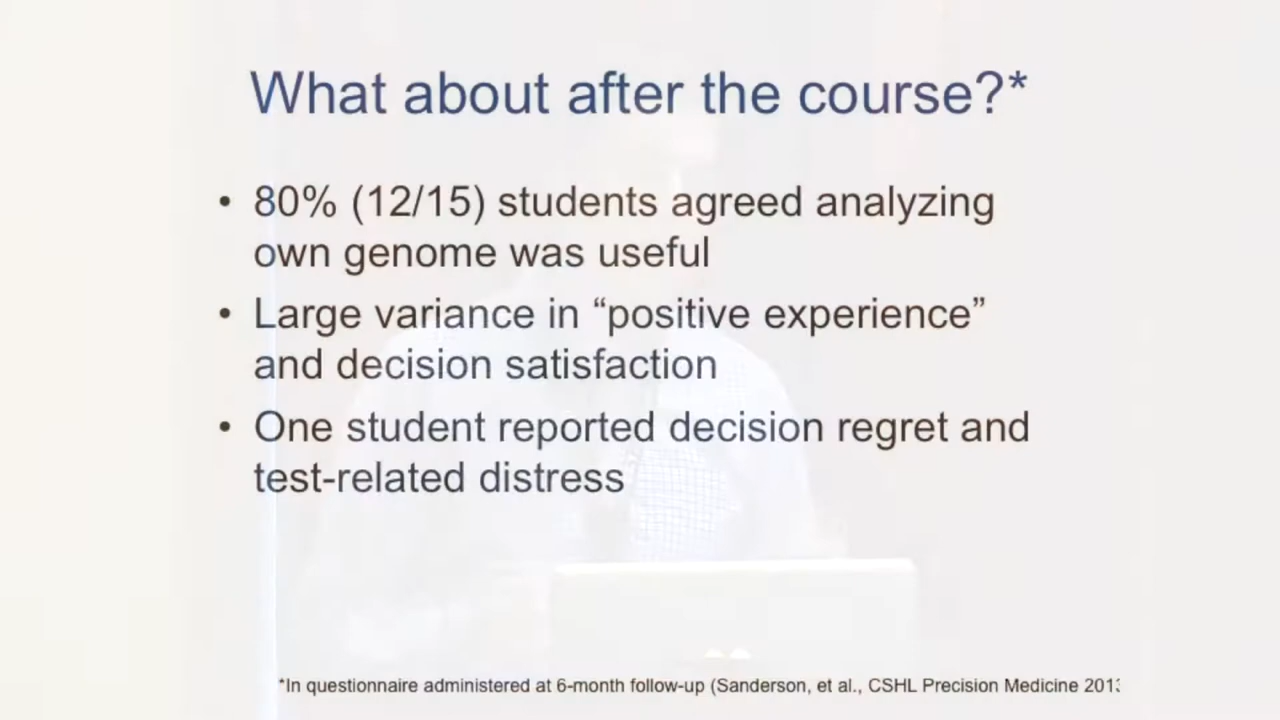 What about after the course?*
• 80% (12/15) students agreed analyzing
own genome was useful
• Large variance in “positive experience”
and decision satisfaction
• One student reported decision regret and
test-related distress
*In questionnaire administered at 6-month follow-up (Sanderson, et al., CSHL Precision Medicine